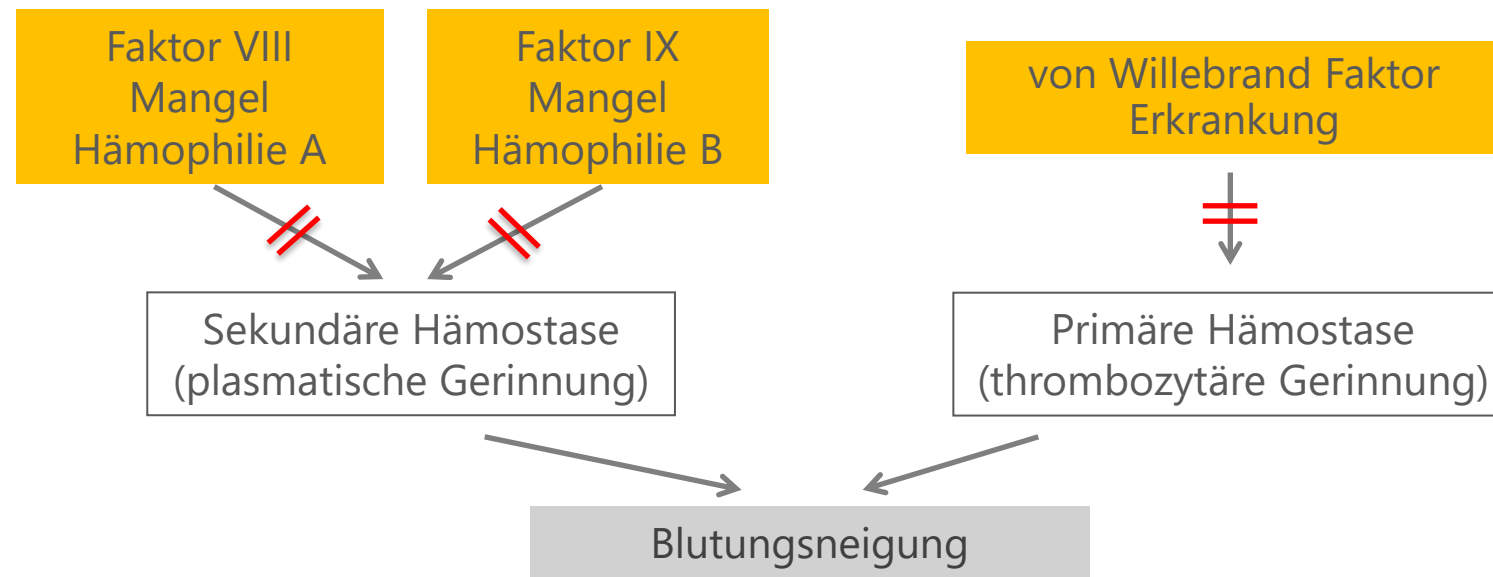 Faktor VIII
Mangel
Hämophilie A
Faktor IX
Mangel
Hämophilie B
von Willebrand Faktor
Erkrankung
Sekundäre Hämostase
(plasmatische Gerinnung)
Primäre Hämostase
(thrombozytäre Gerinnung)
Blutungsneigung